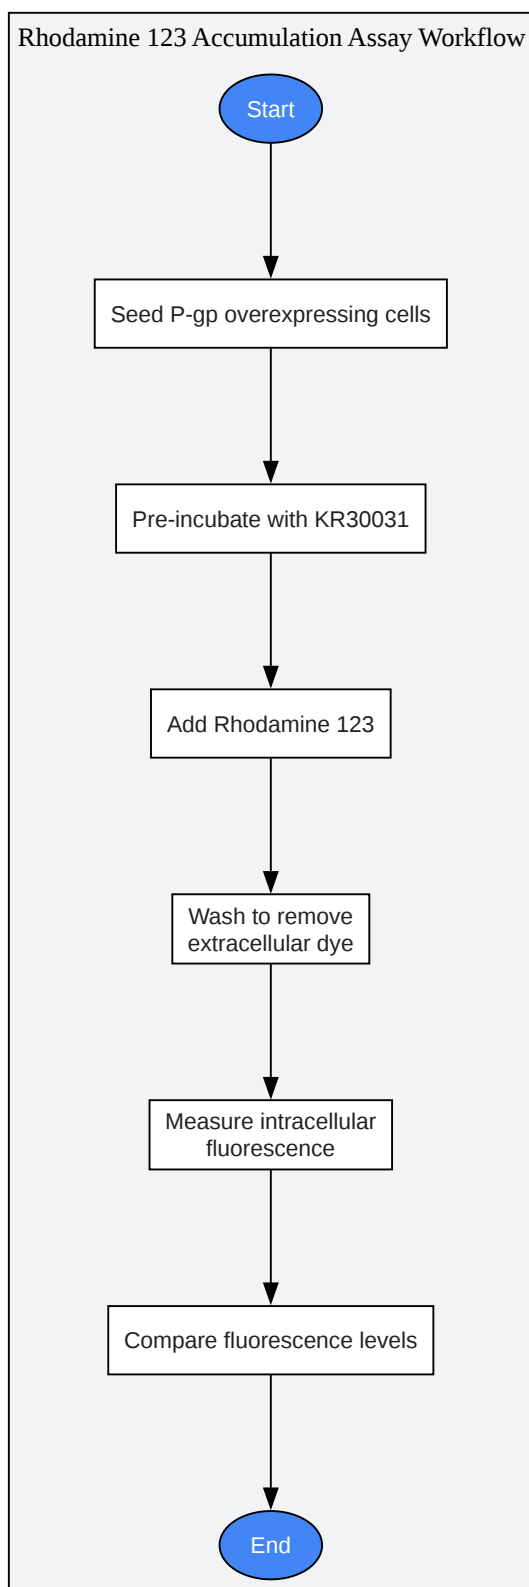 Rhodamine 123 Accumulation Assay Workflow
Start
Seed P-gp overexpressing cells
Pre-incubate with KR30031
Add Rhodamine 123
Wash to remove
extracellular dye
Measure intracellular
fluorescence
Compare fluorescence levels
End